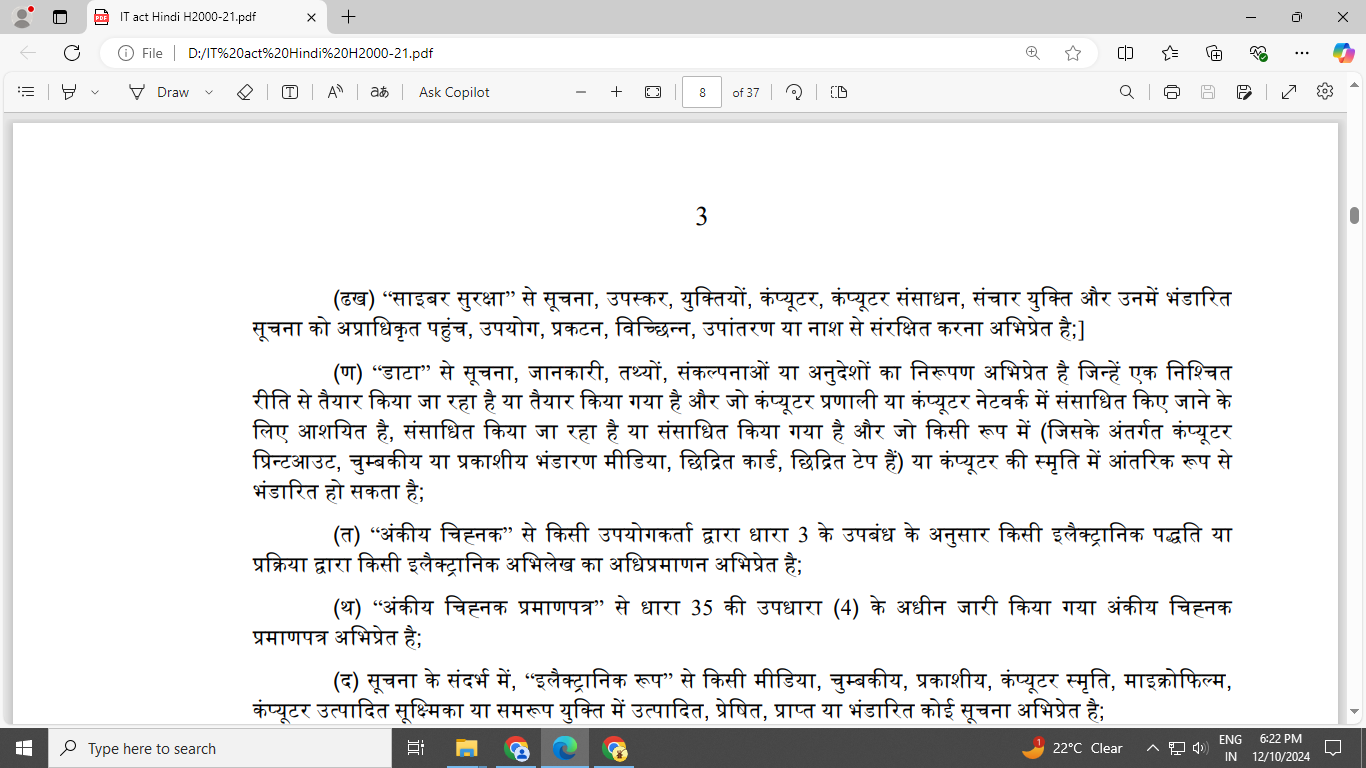 IT act Hindi H2000-21.pdf
File
D:/IT%20act%20Hindi%20H2000-21.pdf
Draw
Ask Copilot
8 of 37
3
(ढख) “साइबर सुरक्षा” से सूचना, उपस्कर, युक्तियों, कंप्यूटर, कंप्यूटर संसाधन, संचार युक्ति और उनमें भंडारित
सूचना को अप्राधिकृत पहुंच, उपयोग, प्रकटन, विच्छिन्न, उपांतरण या नाश से संरक्षित करना अभिप्रेत है;]
(ण) “डाटा” से सूचना, जानकारी, तथ्यों, संकल्पनाओं या अनुदेशों का निरूपण अभिप्रेत है जिन्हें एक निश्चित
रीति से तैयार किया जा रहा है या तैयार किया गया है और जो कंप्यूटर प्रणाली या कंप्यूटर नेटवर्क में संसाधित किए जाने के
लिए आशयित है, संसाधित किया जा रहा है या संसाधित किया गया है और जो किसी रूप में (जिसके अंतर्गत कंप्यूटर
प्रिन्टआउट, चुम्बकीय या प्रकाशीय भंडारण मीडिया, छिद्रित कार्ड, छिद्रित टेप हैं) या कंप्यूटर की स्मृति में आंतरिक रूप से
भंडारित हो सकता है;
(त) “अंकीय चिह्नक” से किसी उपयोगकर्ता द्वारा धारा 3 के उपबंध के अनुसार किसी इलैक्ट्रानिक पद्धति या
प्रक्रिया द्वारा किसी इलैक्ट्रानिक अभिलेख का अधिप्रमाणन अभिप्रेत है;
(थ) “अंकीय चिह्नक प्रमाणपत्र” से धारा 35 की उपधारा (4) के अधीन जारी किया गया अंकीय चिह्नक
प्रमाणपत्र अभिप्रेत है;
(द) सूचना के संदर्भ में, “इलैक्ट्रानिक रूप” से किसी मीडिया, चुम्बकीय, प्रकाशीय, कंप्यूटर स्मृति, माइक्रोफिल्म,
कंप्यूटर उत्पादित सूक्ष्मिका या समरूप युक्ति में उत्पादित, प्रेषित, प्राप्त या भंडारित कोई सूचना अभिप्रेत है;
Type here to search
1
22°C Clear
ENG
IN
6:22 PM
12/10/2024